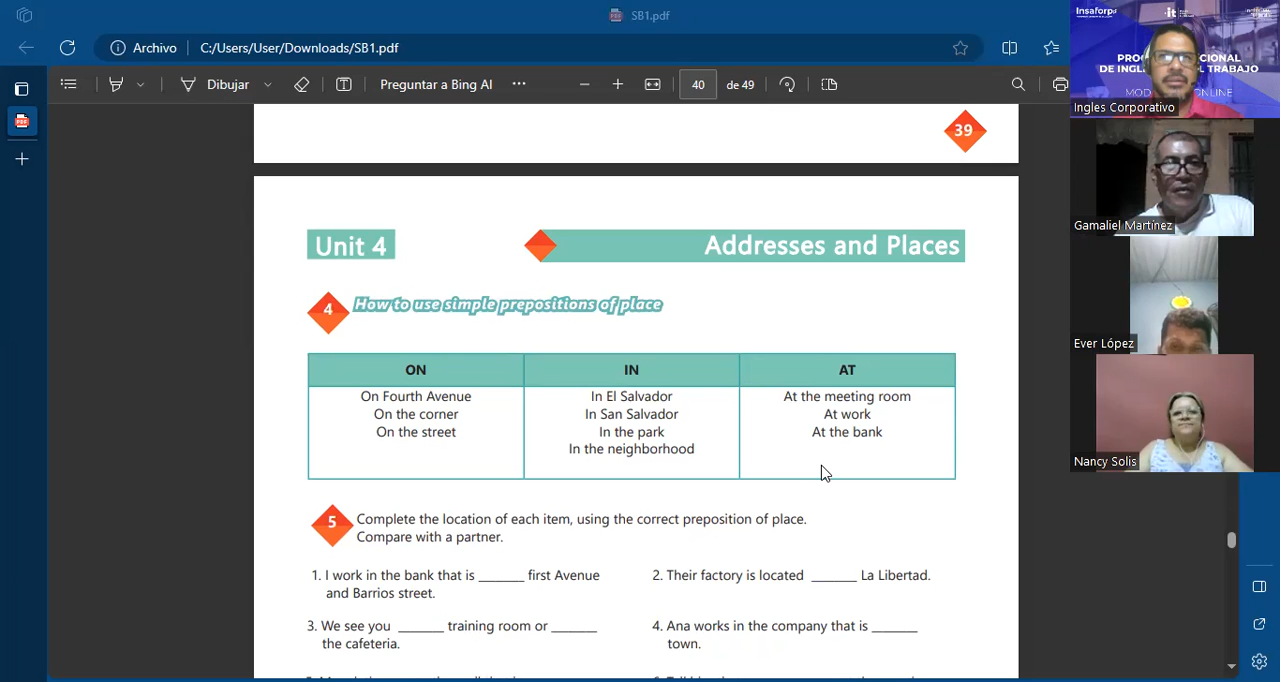 SB1.pdf
Archivo
C:/Users/User/Downloads/SB1.pdf
Dibujar
Preguntar a Bing AI
40
de 49
39
Unit 4
Addresses and Places
4
How to use simple prepositions of place
ON
IN
AT
On Fourth Avenue
On the corner
On the street
In El Salvador
In San Salvador
In the park
In the neighborhood
At the meeting room
At work
At the bank
5
Complete the location of each item, using the correct preposition of place.
Compare with a partner.
1. I work in the bank that is _______ first Avenue
and Barrios street.
2. Their factory is located _______ La Libertad.
3. We see you _______ training room or _______
the cafeteria.
4. Ana works in the company that is _______
town.
Insaforp
it
DE INGL
L TRABAJO
Ingles Corporativo
Gamaliel Martínez
Ever López
Nancy Solis